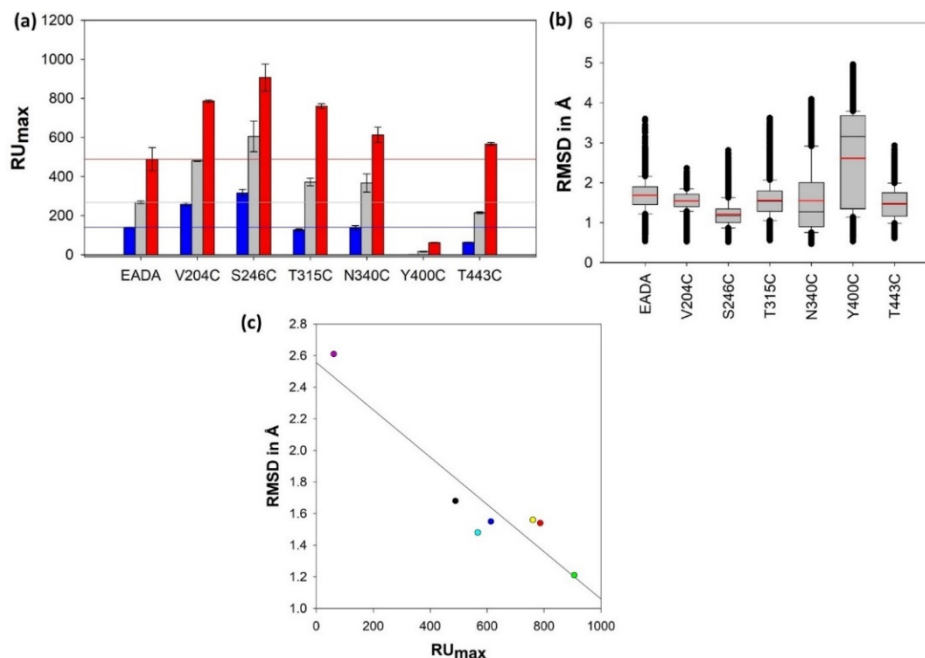 (a)
1200
1000
800
600
400
200
0
RUmax
EADA V204C S246C T315C N340C Y400C T443C
(b)
6
5
4
3
2
1
0
RMSD in Å
EADA
V204C
S246C
T315C
N340C
Y400C
T443C
(c)
2.8
2.6
2.4
2.2
2.0
1.8
1.6
1.4
1.2
1.0
RMSD in Å
0 200 400 600 800 1000
RUmax